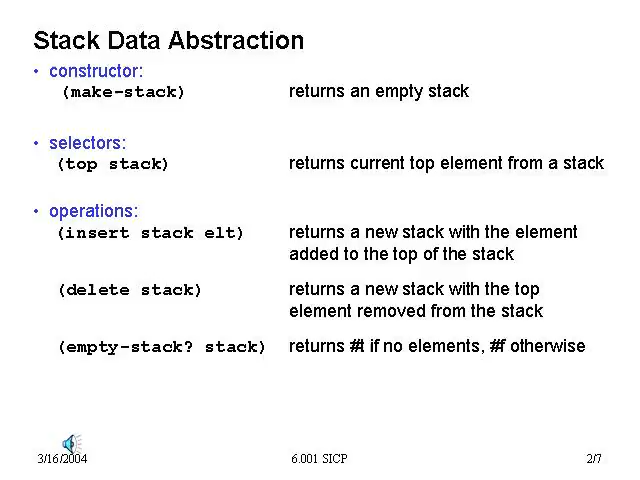 Stack Data Abstraction
• constructor:
(make-stack) returns an empty stack
• selectors:
(top stack) returns current top element from a stack
• operations:
(insert stack elt) returns a new stack with the element
added to the top of the stack
(delete stack) returns a new stack with the top
element removed from the stack
(empty-stack? stack) returns #t if no elements, #f otherwise
3/16/2004 6.001 SICP 2/7